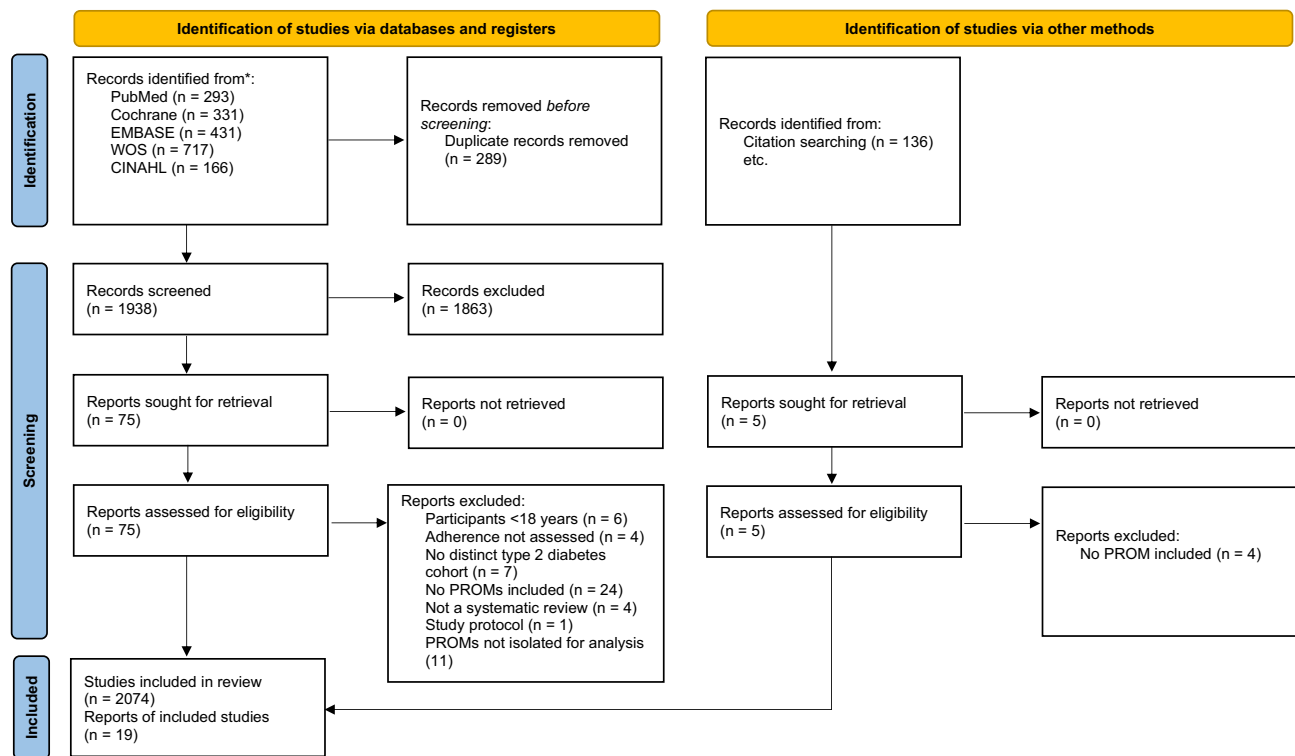 Identification of studies via databases and registers
Identification of studies via other methods
Identification
Records identified from*:
PubMed (n = 293)
Cochrane (n = 331)
EMBASE (n = 431)
WOS (n = 717)
CINAHL (n = 166)
Records removed before
screening:
Duplicate records removed
(n = 289)
Records identified from:
Citation searching (n = 136)
etc.
Screening
Records screened
(n = 1938)
Records excluded
(n = 1863)
Reports sought for retrieval
(n = 75)
Reports not retrieved
(n = 0)
Reports sought for retrieval
(n = 5)
Reports not retrieved
(n = 0)
Reports assessed for eligibility
(n = 75)
Reports excluded:
Participants <18 years (n = 6)
Adherence not assessed (n = 4)
No distinct type 2 diabetes
cohort (n = 7)
No PROMs included (n = 24)
Not a systematic review (n = 4)
Study protocol (n = 1)
PROMs not isolated for analysis
(11)
Reports assessed for eligibility
(n = 5)
Reports excluded:
No PROM included (n = 4)
Included
Studies included in review
(n = 2074)
Reports of included studies
(n = 19)